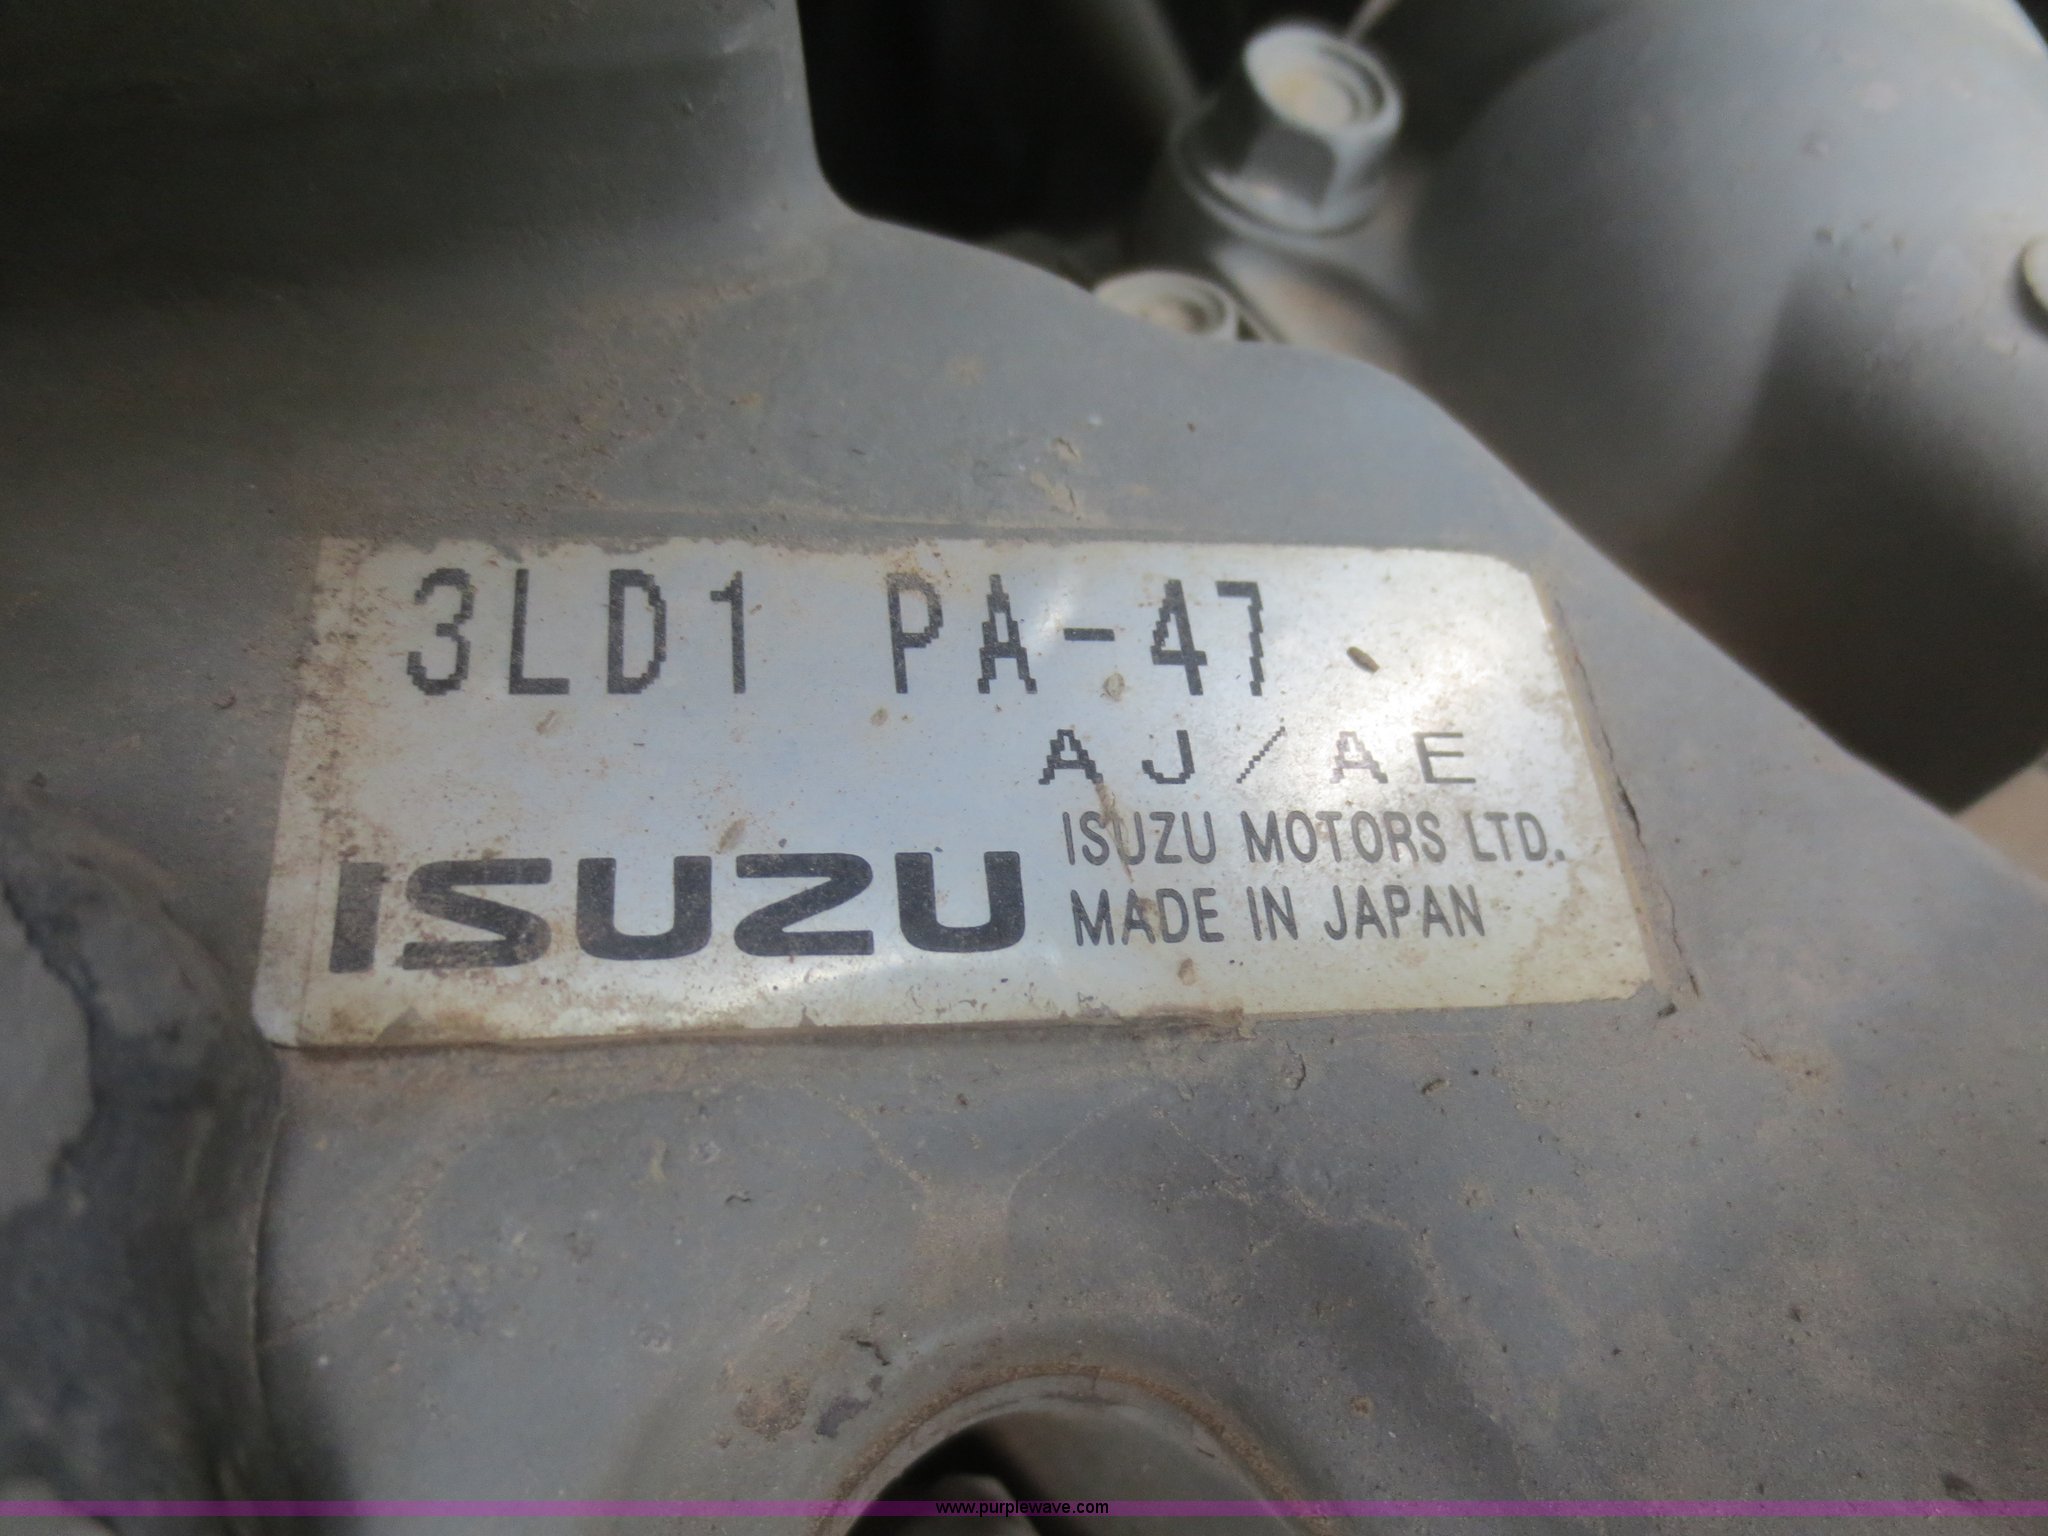 3LD1 PA-47
AJ/AE
ISUZU
ISUZU MOTORS LTD.
MADE IN JAPAN
www.purplewave.com